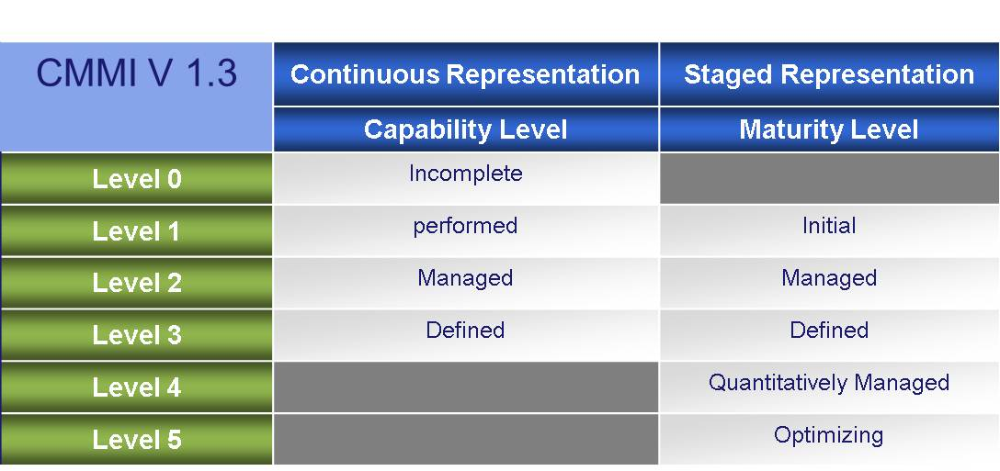 CMMI V 1.3
Continuous Representation
Staged Representation
Capability Level
Maturity Level
Level 0
Incomplete
Level 1
performed
Initial
Level 2
Managed
Managed
Level 3
Defined
Defined
Level 4
Quantitatively Managed
Level 5
Optimizing